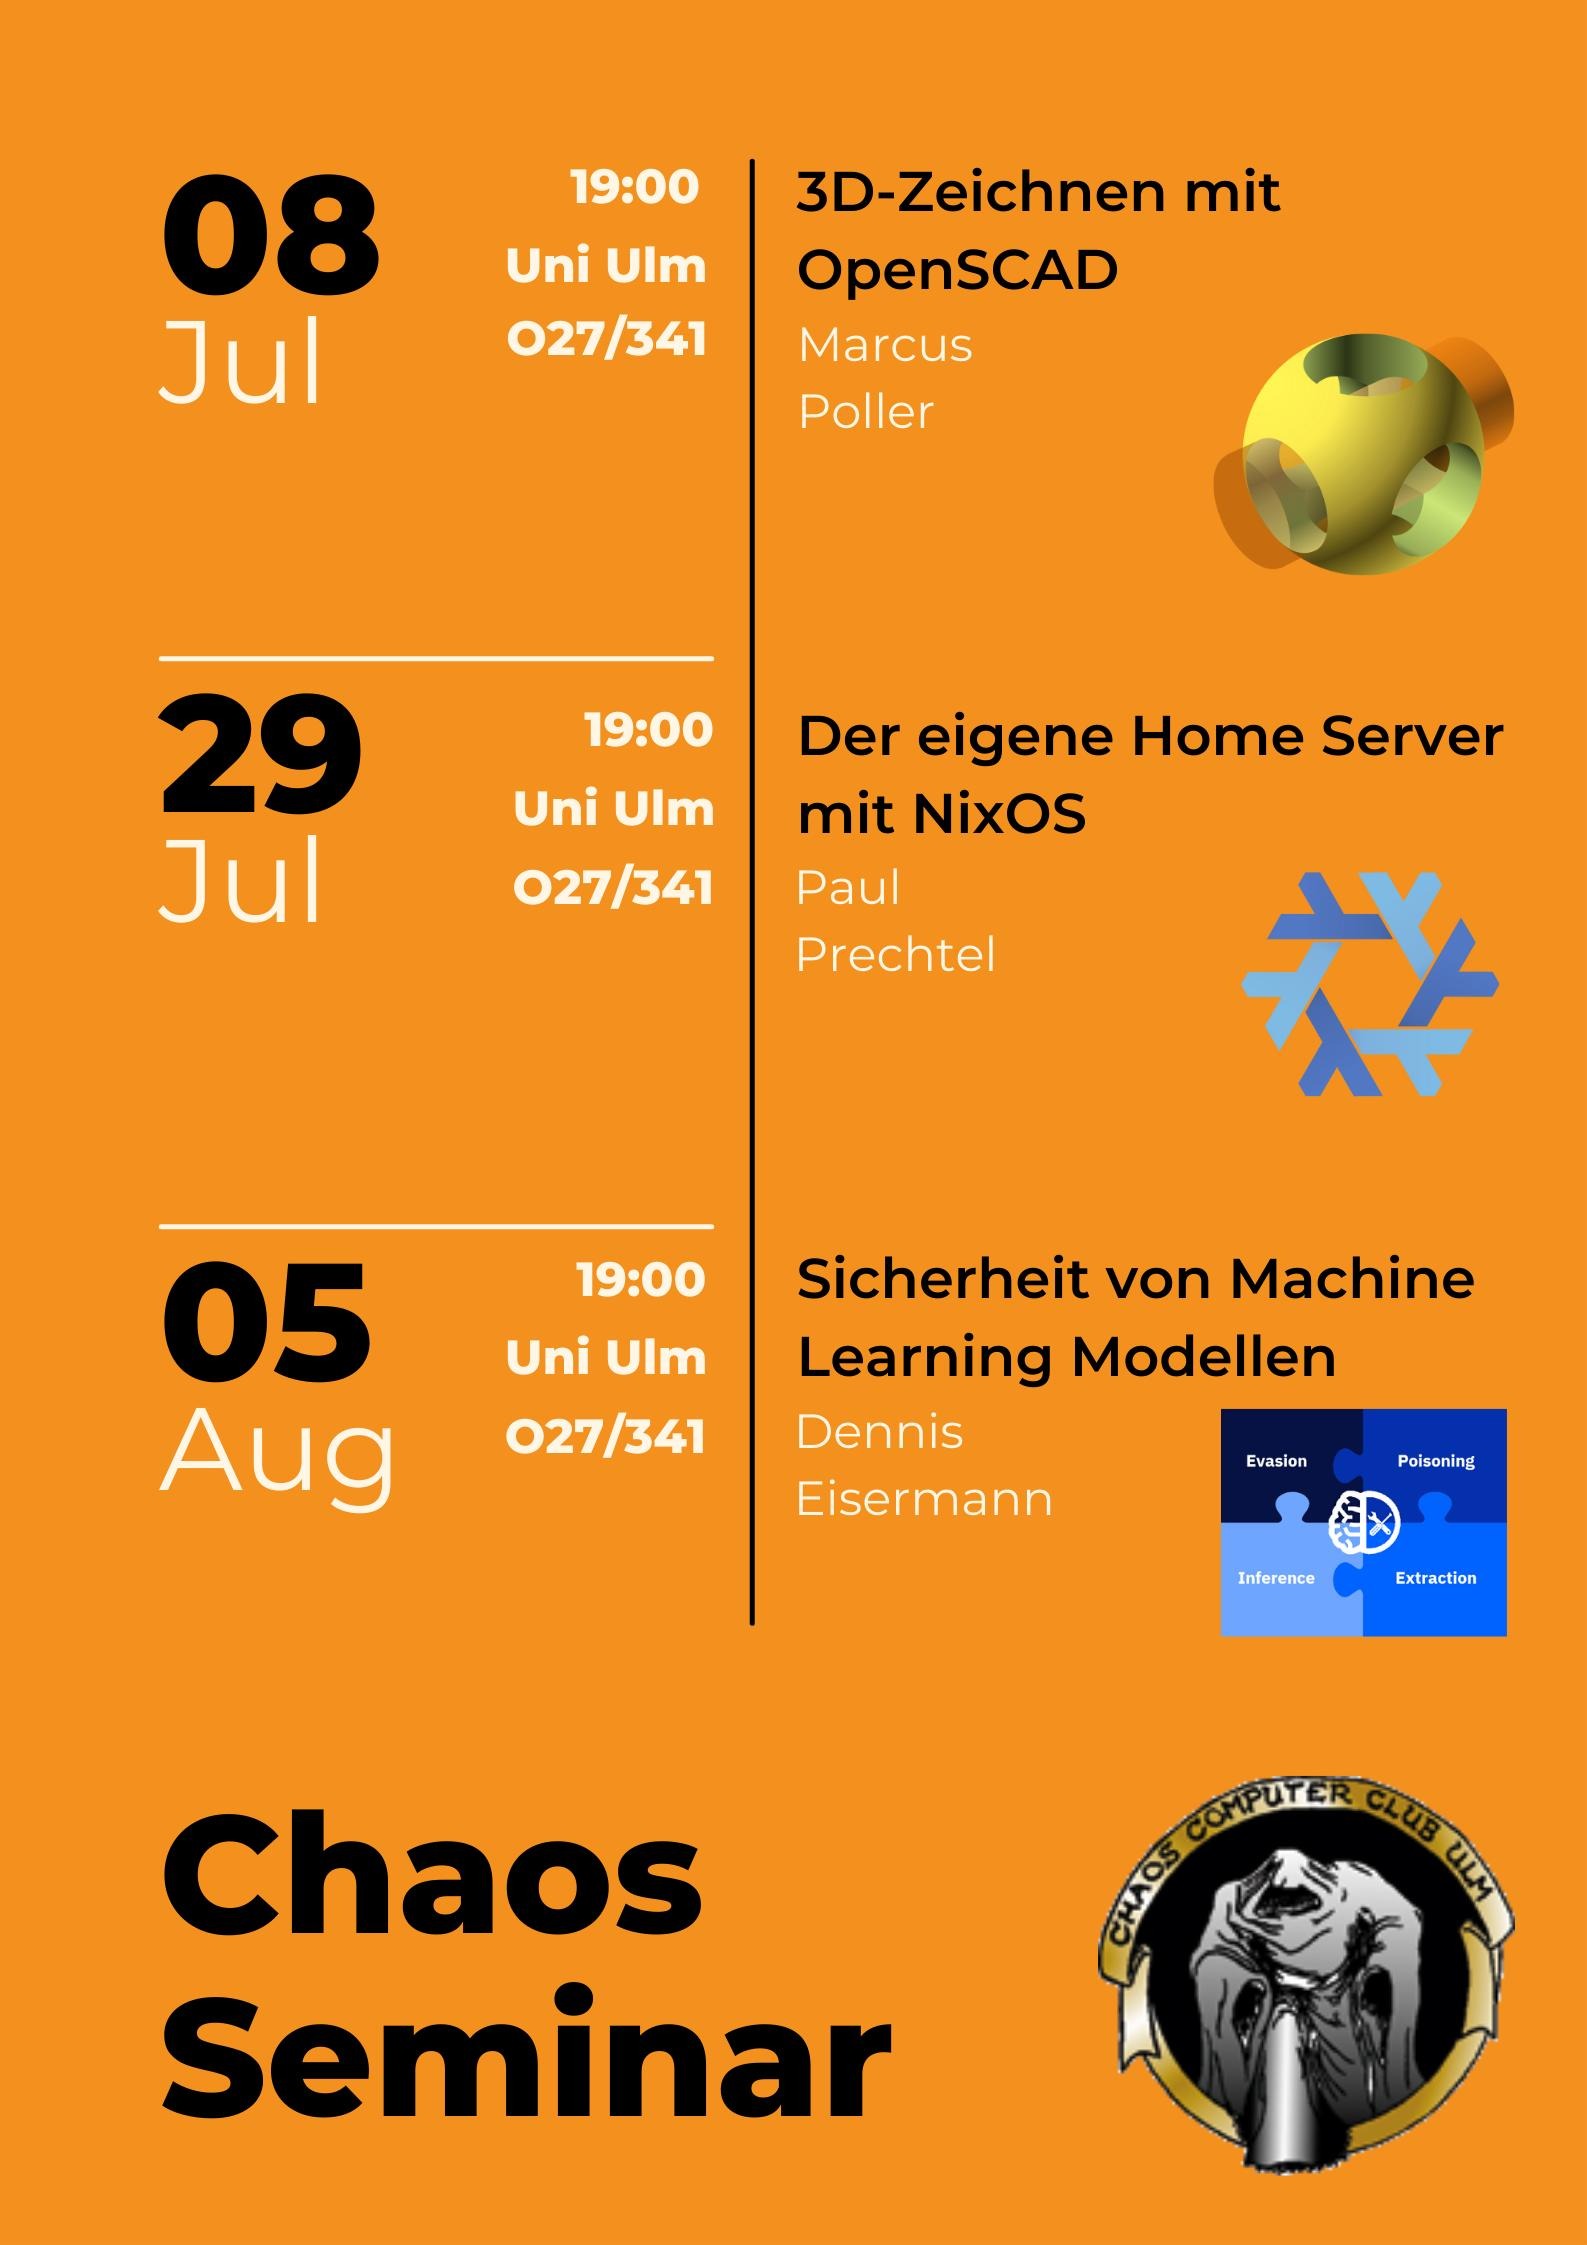 08
Jul
19:00
Uni Ulm
O27/341
3D-Zeichnen mit
OpenSCAD
Marcus
Poller
29
Jul
19:00
Uni Ulm
O27/341
Der eigene Home Server
mit NixOS
Paul
Prechtel
05
Aug
19:00
Uni Ulm
O27/341
Sicherheit von Machine
Learning Modellen
Dennis
Eisermann
Evasion
Poisoning
Inference
Extraction
Chaos
Seminar
CHAOS COMPUTER CLUB ULM